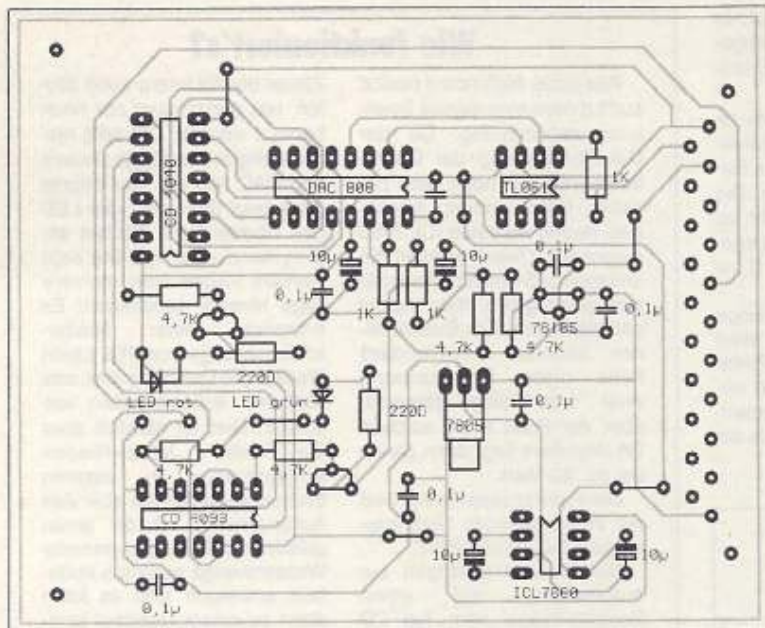 CD 4040
DAC 808
TL061
1K
10µ
10µ
0,1µ
0,1µ
1K
1K
0,1µ
4,7K
78L05
4,7K
4,7K
220Ω
LED rot
LED grün
220Ω
7805
0,1µ
4,7K
4,7K
0,1µ
CD 4093
10µ
10µ
0,1µ
ICL7660